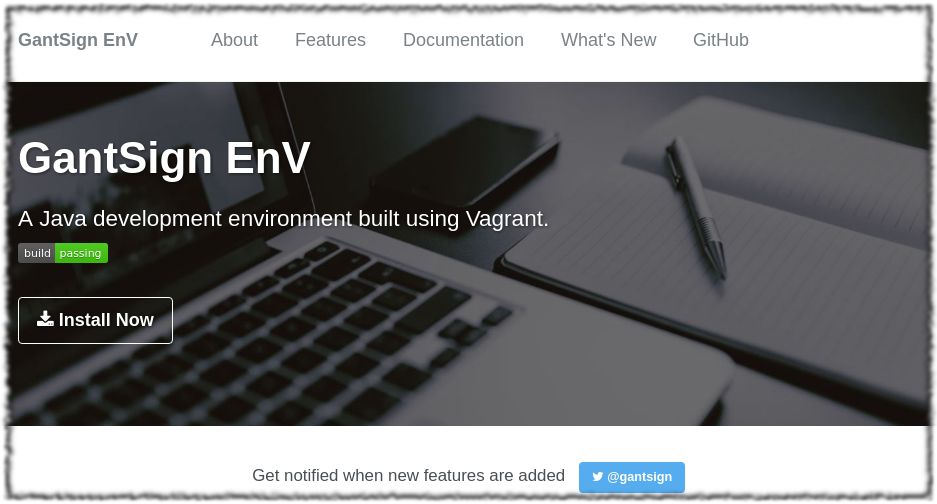 GantSign EnV About Features Documentation What's New GitHub
GantSign EnV
A Java development environment built using Vagrant.
build passing
Install Now
Get notified when new features are added @gantsign